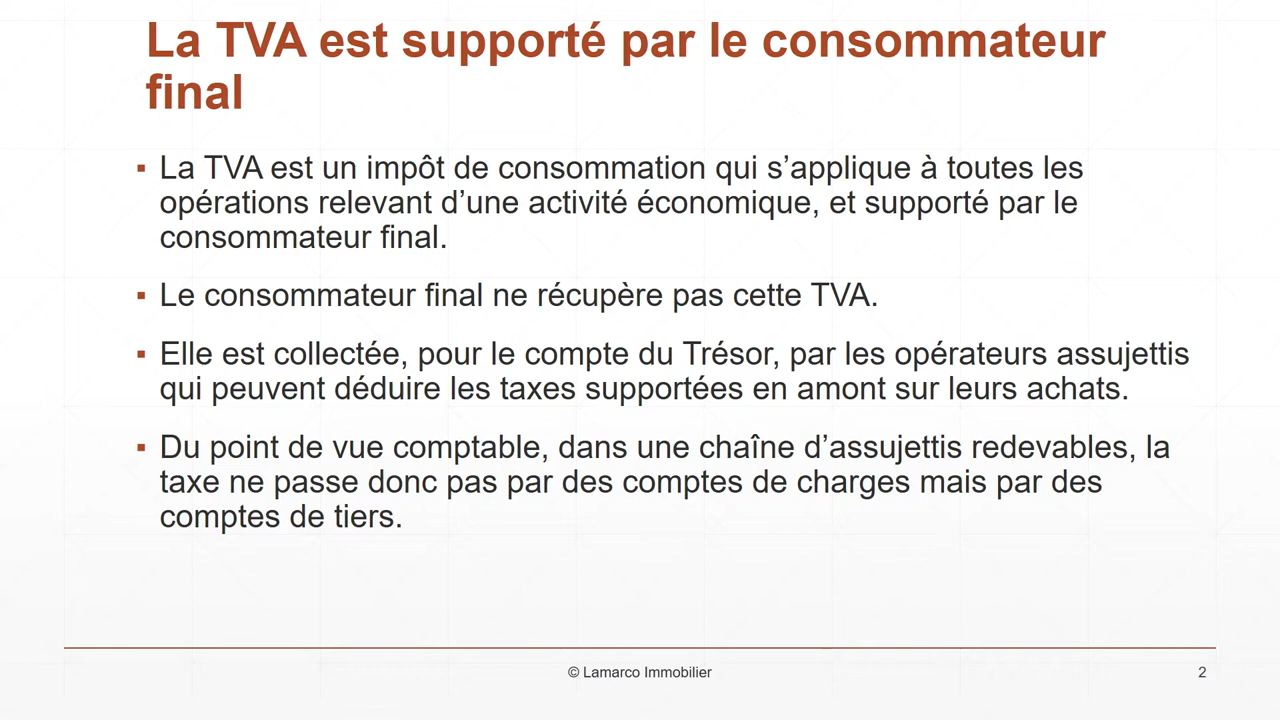 La TVA est supporté par le consommateur
final
▪ La TVA est un impôt de consommation qui s’applique à toutes les
opérations relevant d’une activité économique, et supporté par le
consommateur final.
▪ Le consommateur final ne récupère pas cette TVA.
▪ Elle est collectée, pour le compte du Trésor, par les opérateurs assujettis
qui peuvent déduire les taxes supportées en amont sur leurs achats.
▪ Du point de vue comptable, dans une chaîne d’assujettis redevables, la
taxe ne passe donc pas par des comptes de charges mais par des
comptes de tiers.
© Lamarco Immobilier
2